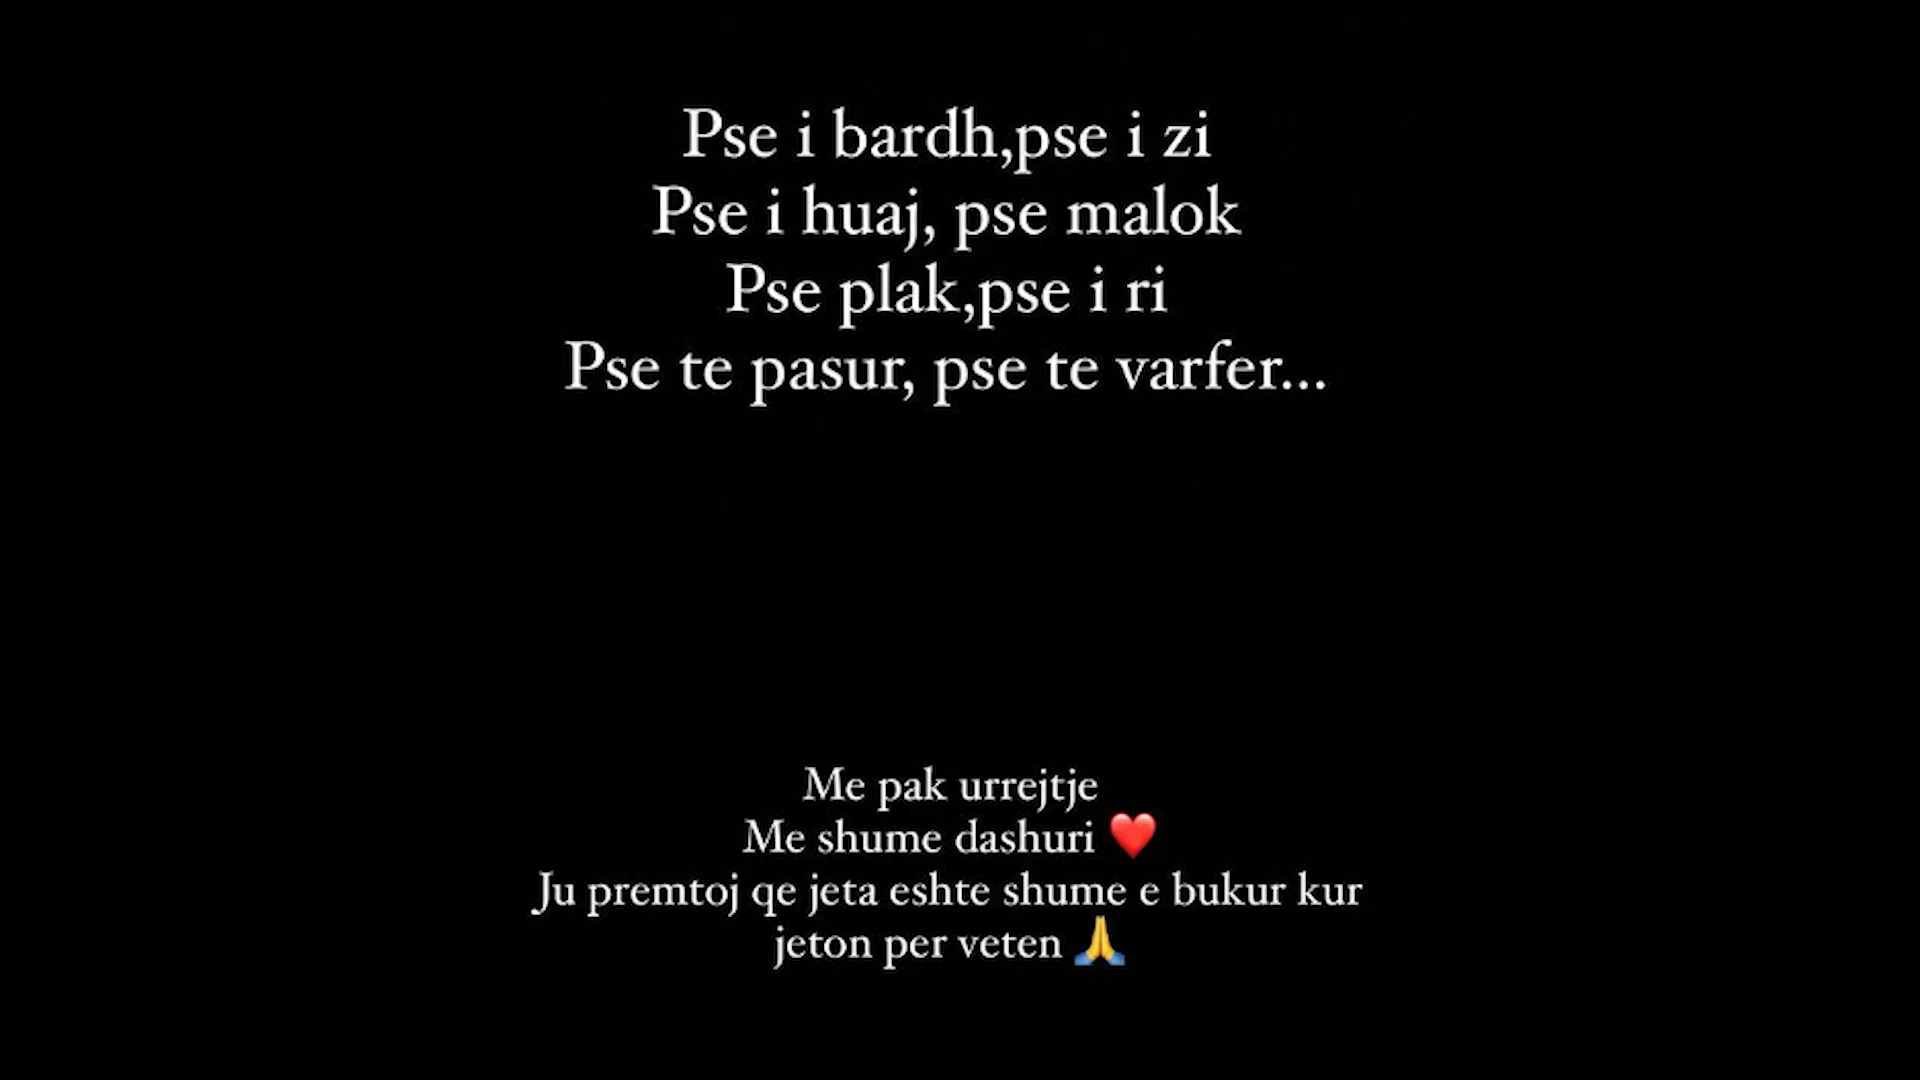 Pse i bardh,pse i zi
Pse i huaj, pse malok
Pse plak,pse i ri
Pse te pasur, pse te varfer...
Me pak urrejtje
Me shume dashuri ❤️
Ju premtoj qe jeta eshte shume e bukur kur
jeton per veten 🙏